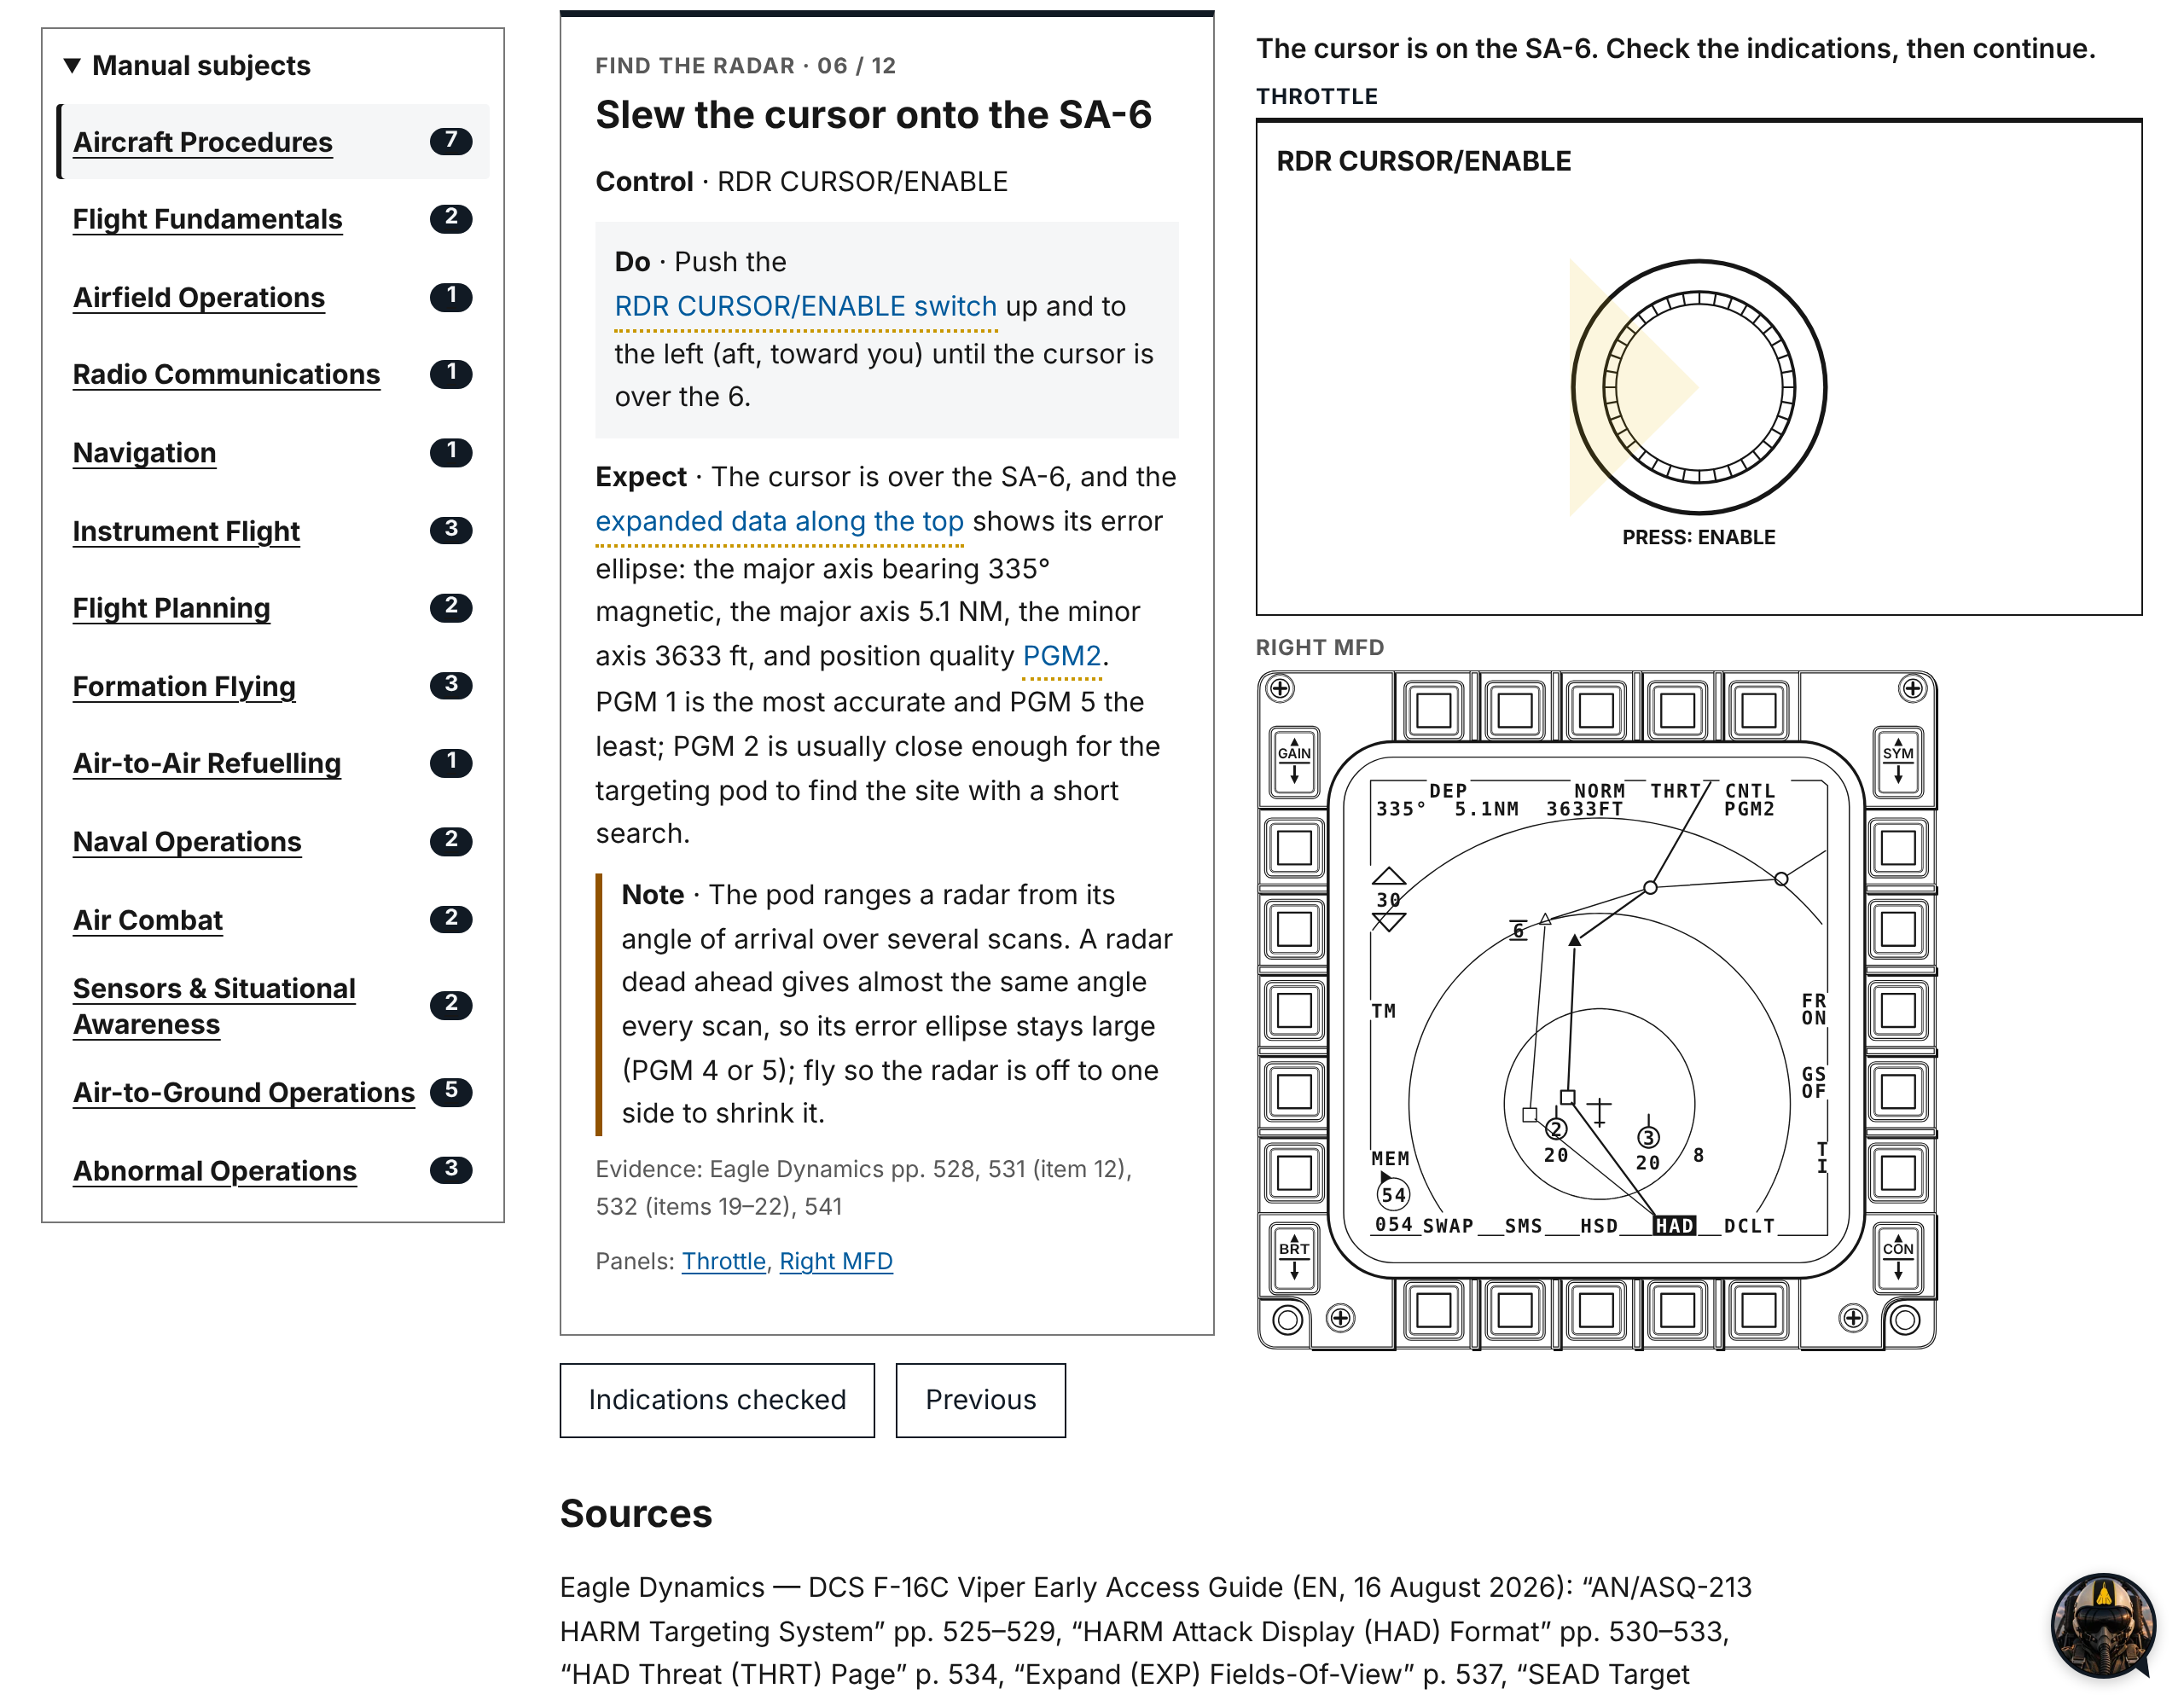 ▼ Manual subjects
Aircraft Procedures 7
Flight Fundamentals 2
Airfield Operations 1
Radio Communications 1
Navigation 1
Instrument Flight 3
Flight Planning 2
Formation Flying 3
Air-to-Air Refuelling 1
Naval Operations 2
Air Combat 2
Sensors & Situational
Awareness 2
Air-to-Ground Operations 5
Abnormal Operations 3
FIND THE RADAR · 06 / 12
Slew the cursor onto the SA-6
Control · RDR CURSOR/ENABLE
Do · Push the
RDR CURSOR/ENABLE switch up and to
the left (aft, toward you) until the cursor is
over the 6.
Expect · The cursor is over the SA-6, and the
expanded data along the top shows its error
ellipse: the major axis bearing 335°
magnetic, the major axis 5.1 NM, the minor
axis 3633 ft, and position quality PGM2.
PGM 1 is the most accurate and PGM 5 the
least; PGM 2 is usually close enough for the
targeting pod to find the site with a short
search.
Note · The pod ranges a radar from its
angle of arrival over several scans. A radar
dead ahead gives almost the same angle
every scan, so its error ellipse stays large
(PGM 4 or 5); fly so the radar is off to one
side to shrink it.
Evidence: Eagle Dynamics pp. 528, 531 (item 12),
532 (items 19–22), 541
Panels: Throttle, Right MFD
Indications checked
Previous
The cursor is on the SA-6. Check the indications, then continue.
THROTTLE
RDR CURSOR/ENABLE
PRESS: ENABLE
RIGHT MFD
GAIN
SYM
DEP NORM THRT CNTL
335° 5.1NM 3633FT PGM2
30
6
TM
FR
ON
GS
OF
2
3
20
20
8
T
I
MEM
54
054 SWAP SMS HSD HAD DCLT
BRT
CON
Sources
Eagle Dynamics — DCS F-16C Viper Early Access Guide (EN, 16 August 2026): “AN/ASQ-213
HARM Targeting System” pp. 525–529, “HARM Attack Display (HAD) Format” pp. 530–533,
“HAD Threat (THRT) Page” p. 534, “Expand (EXP) Fields-Of-View” p. 537, “SEAD Target